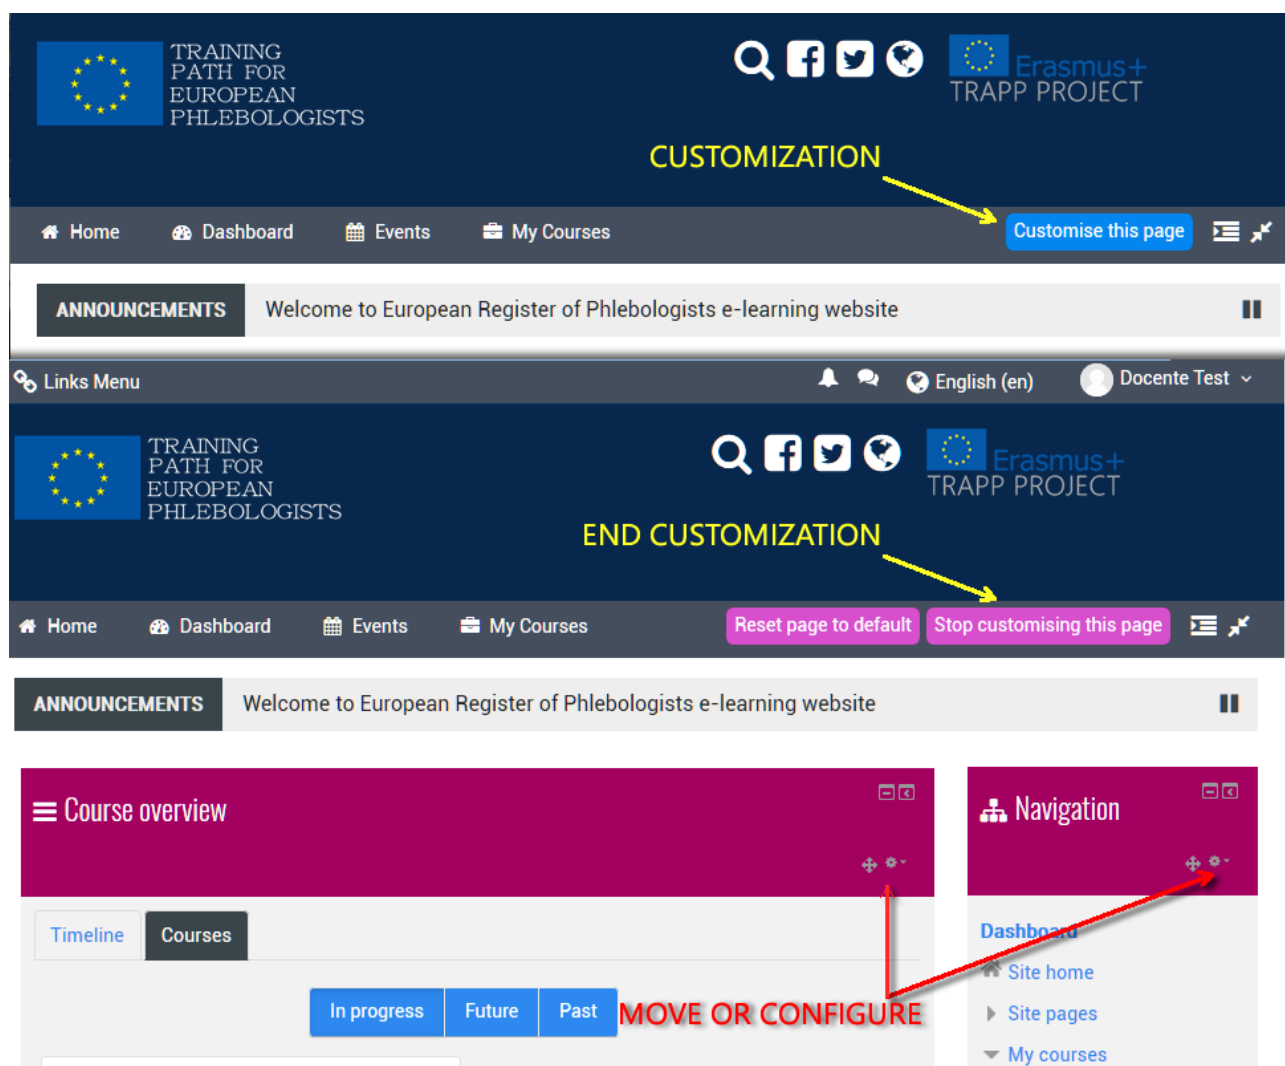 TRAINING
PATH FOR
EUROPEAN
PHLEBOLOGISTS
Erasmus+
TRAPP PROJECT
CUSTOMIZATION
Home Dashboard Events My Courses Customise this page
ANNOUNCEMENTS Welcome to European Register of Phlebologists e-learning website
Links Menu English (en) Docente Test
TRAINING
PATH FOR
EUROPEAN
PHLEBOLOGISTS
Erasmus+
TRAPP PROJECT
END CUSTOMIZATION
Home Dashboard Events My Courses Reset page to default Stop customising this page
ANNOUNCEMENTS Welcome to European Register of Phlebologists e-learning website
Course overview
Navigation
Timeline Courses
Dashboard
Site home
In progress Future Past MOVE OR CONFIGURE
Site pages
My courses